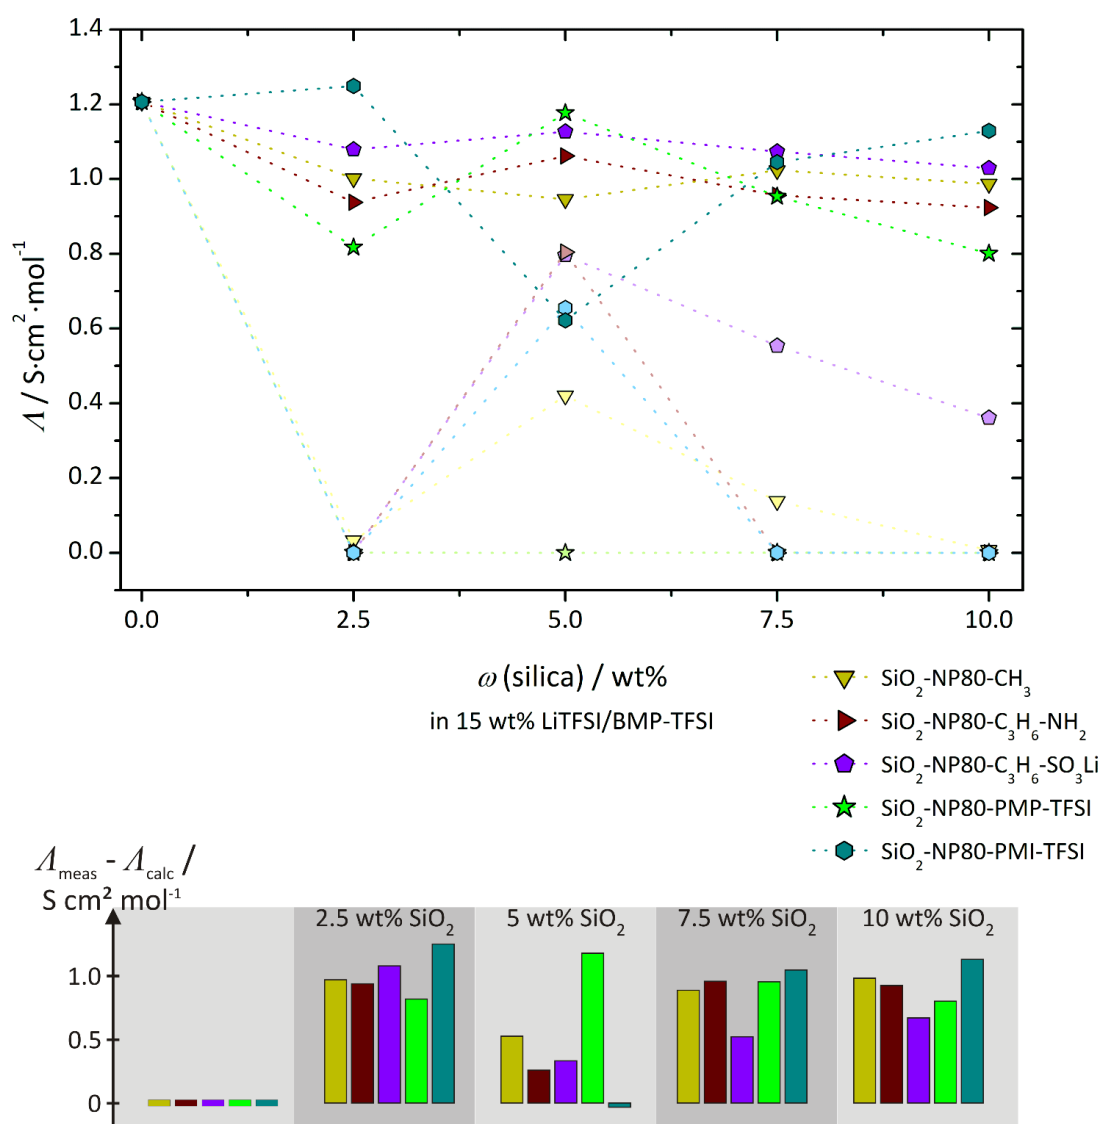 1.4
1.2
1.0
0.8
0.6
0.4
0.2
0.0
Λ / S·cm²·mol⁻¹
0.0 2.5 5.0 7.5 10.0
ω (silica) / wt%
in 15 wt% LiTFSI/BMP-TFSI
SiO₂-NP80-CH₃
SiO₂-NP80-C₃H₆-NH₂
SiO₂-NP80-C₃H₆-SO₃Li
SiO₂-NP80-PMP-TFSI
SiO₂-NP80-PMI-TFSI
Λmeas - Λcalc /
S cm² mol⁻¹
2.5 wt% SiO₂ 5 wt% SiO₂ 7.5 wt% SiO₂ 10 wt% SiO₂
1.0
0.5
0